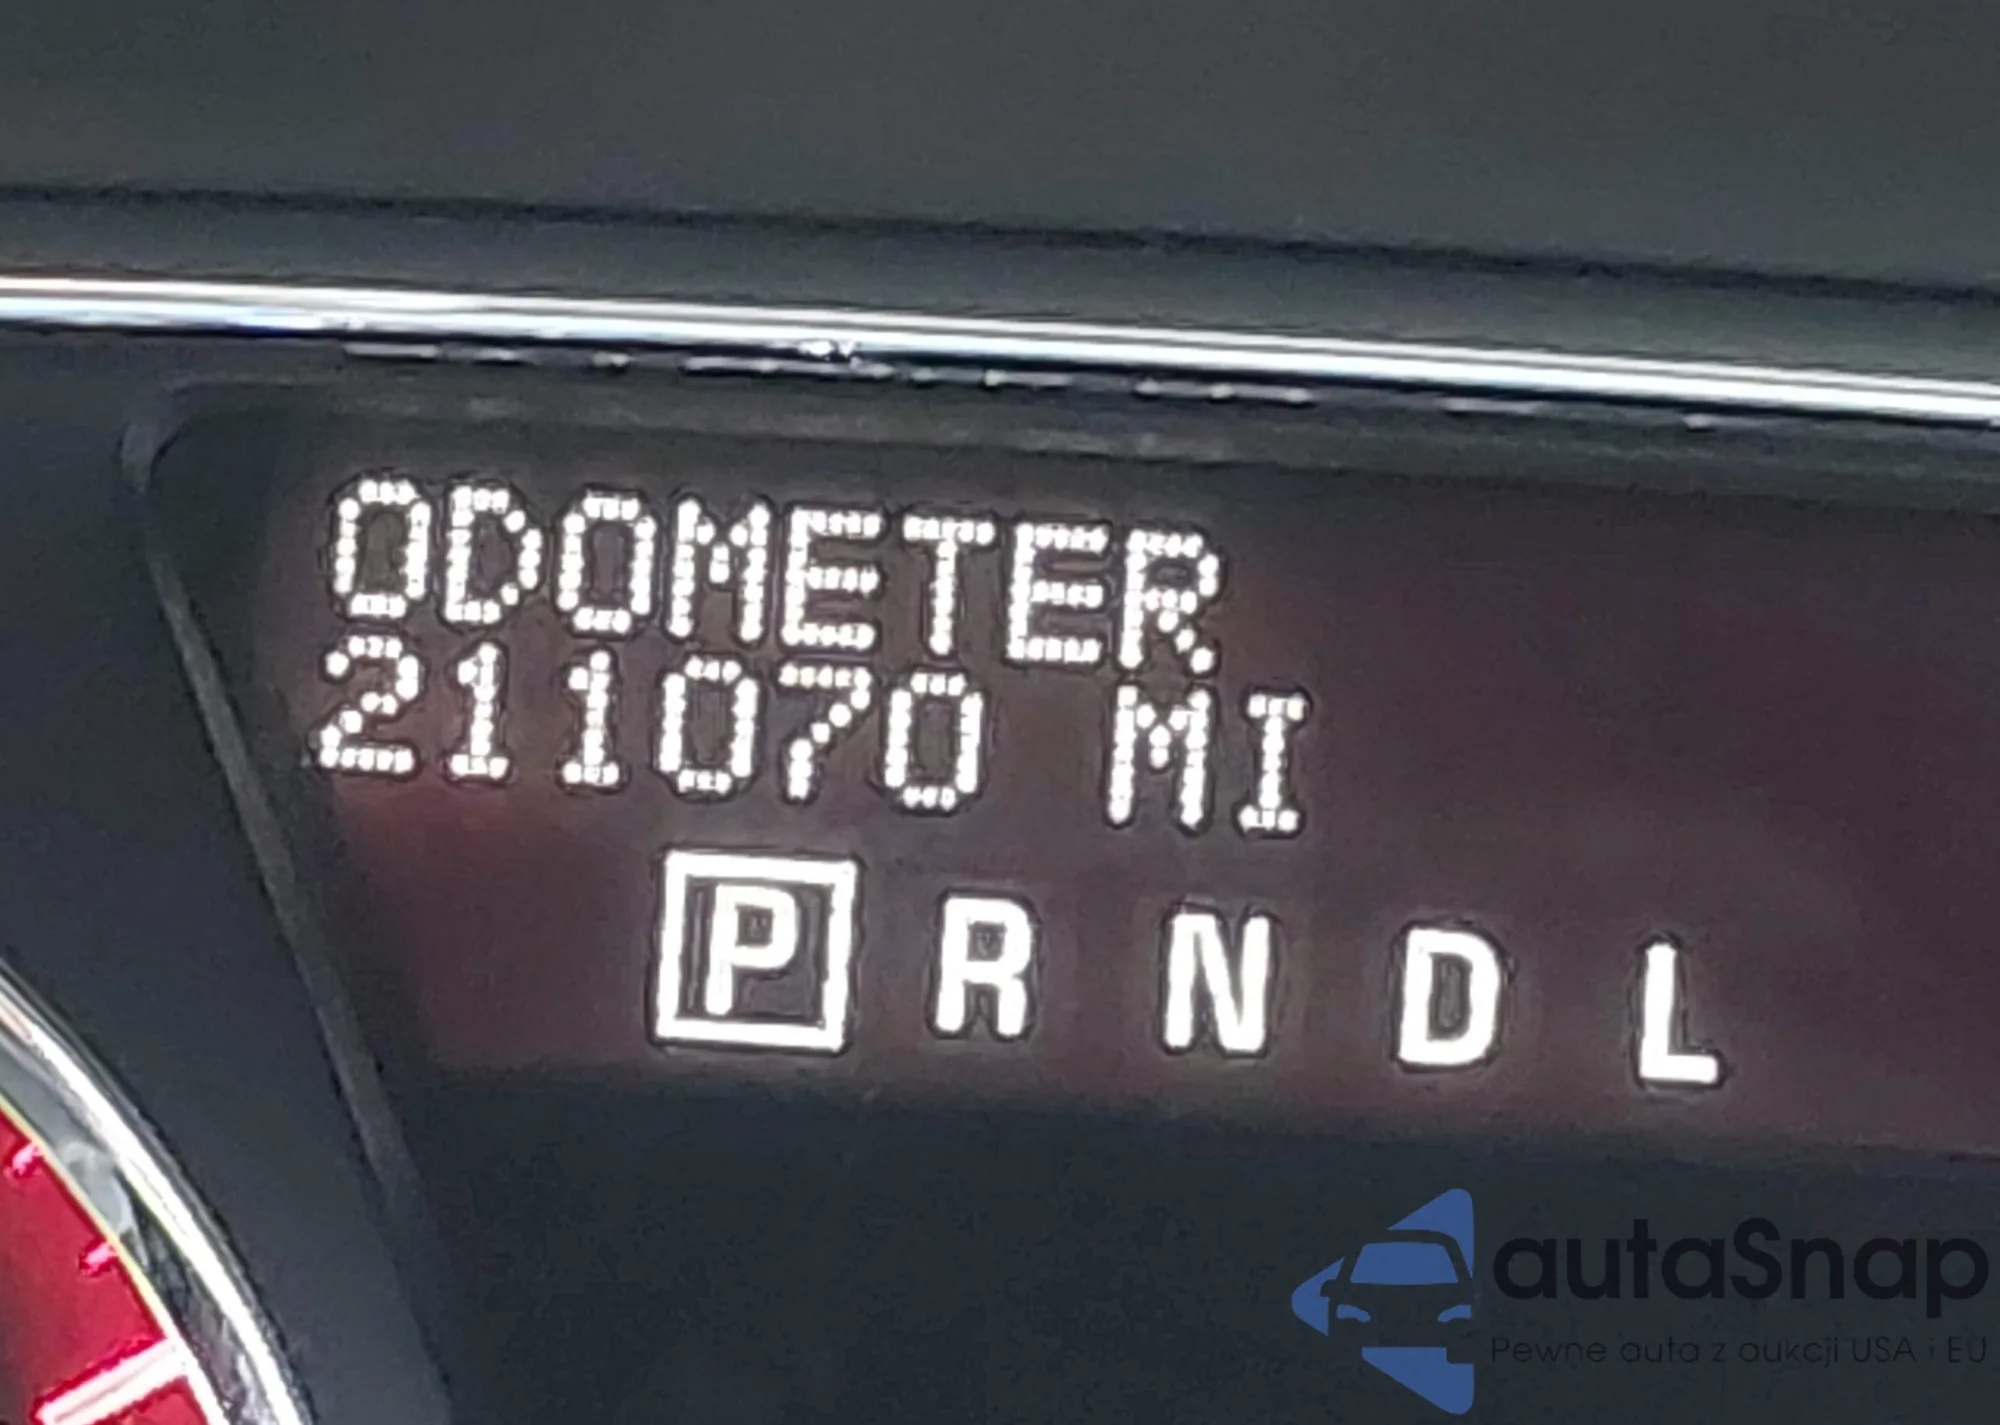 ODOMETER
211070 MI
P R N D L
autaSnap
Pewne auta z aukcji USA i EU